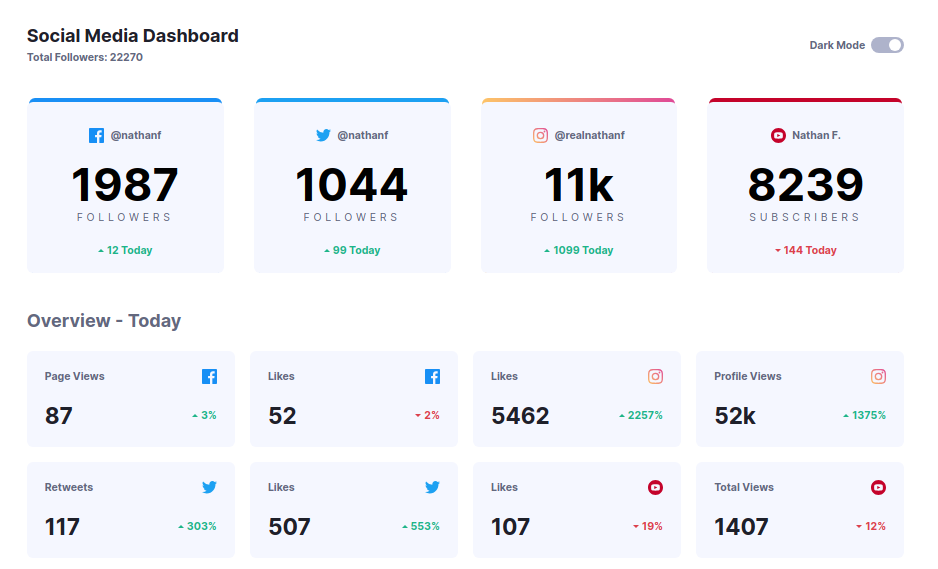 Social Media Dashboard
Total Followers: 22270
Dark Mode
@nathanf
1987
FOLLOWERS
12 Today
@nathanf
1044
FOLLOWERS
99 Today
@realnathanf
11k
FOLLOWERS
1099 Today
Nathan F.
8239
SUBSCRIBERS
144 Today
Overview - Today
Page Views
87
3%
Likes
52
2%
Likes
5462
2257%
Profile Views
52k
1375%
Retweets
117
303%
Likes
507
553%
Likes
107
19%
Total Views
1407
12%